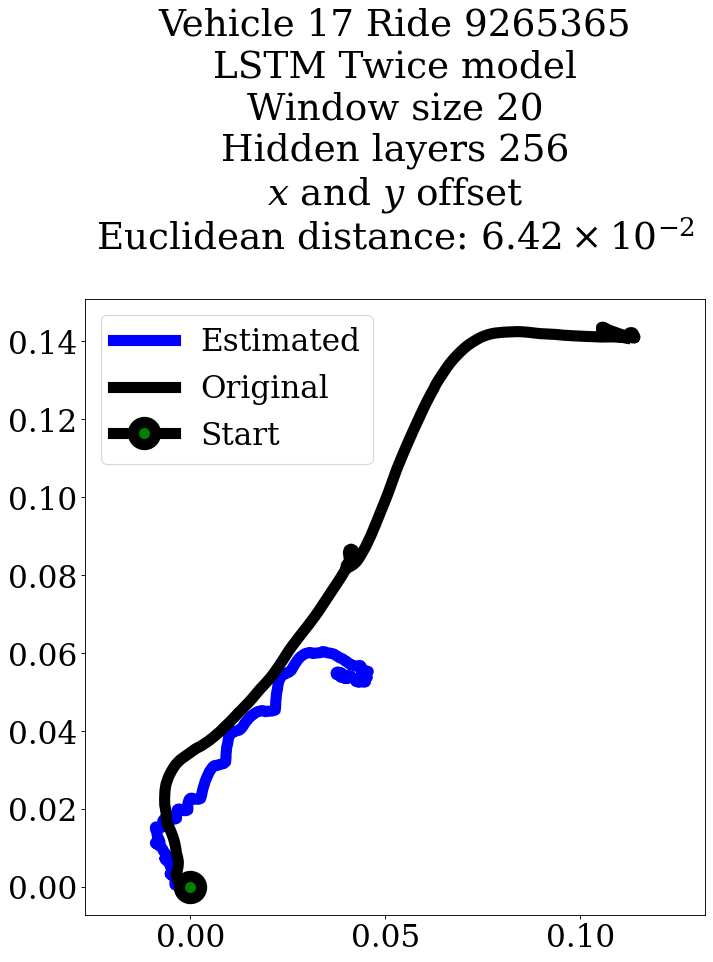 Vehicle 17 Ride 9265365
LSTM Twice model
Window size 20
Hidden layers 256
x and y offset
Euclidean distance: 6.42 × 10⁻²
Estimated
Original
Start
0.14
0.12
0.10
0.08
0.06
0.04
0.02
0.00
0.00 0.05 0.10